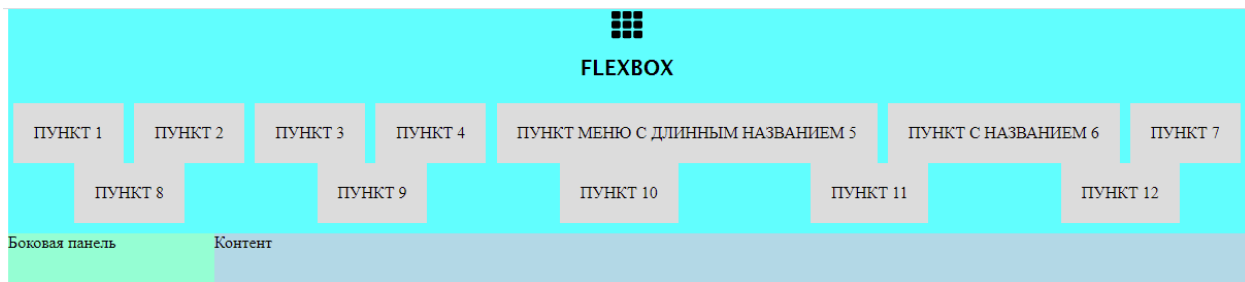 FLEXBOX
ПУНКТ 1 ПУНКТ 2 ПУНКТ 3 ПУНКТ 4 ПУНКТ МЕНЮ С ДЛИННЫМ НАЗВАНИЕМ 5 ПУНКТ С НАЗВАНИЕМ 6 ПУНКТ 7
ПУНКТ 8 ПУНКТ 9 ПУНКТ 10 ПУНКТ 11 ПУНКТ 12
Боковая панель Контент